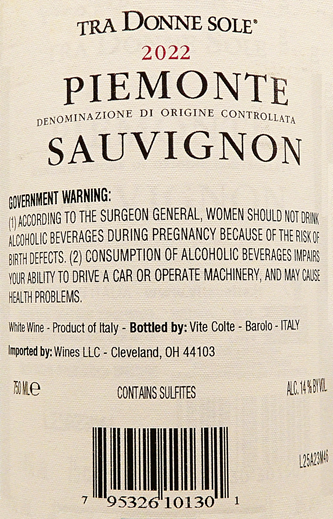 TRA DONNE SOLE®
2022
PIEMONTE
DENOMINAZIONE DI ORIGINE CONTROLLATA
SAUVIGNON
GOVERNMENT WARNING:
(1) ACCORDING TO THE SURGEON GENERAL, WOMEN SHOULD NOT DRINK
ALCOHOLIC BEVERAGES DURING PREGNANCY BECAUSE OF THE RISK OF
BIRTH DEFECTS. (2) CONSUMPTION OF ALCOHOLIC BEVERAGES IMPAIRS
YOUR ABILITY TO DRIVE A CAR OR OPERATE MACHINERY, AND MAY CAUSE
HEALTH PROBLEMS.
White Wine - Product of Italy - Bottled by: Vite Colte - Barolo - ITALY
Imported by: Wines LLC - Cleveland, OH 44103
750 ML e CONTAINS SULFITES ALC. 14 % BY VOL.
L25A23M46
7 95326 10130 1